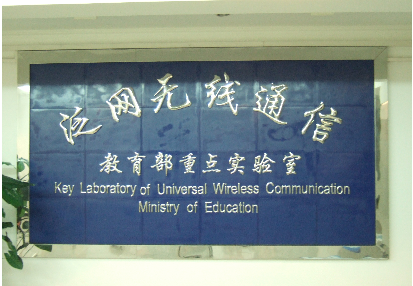 泛网无线通信
教育部重点实验室
Key Laboratory of Universal Wireless Communication
Ministry of Education